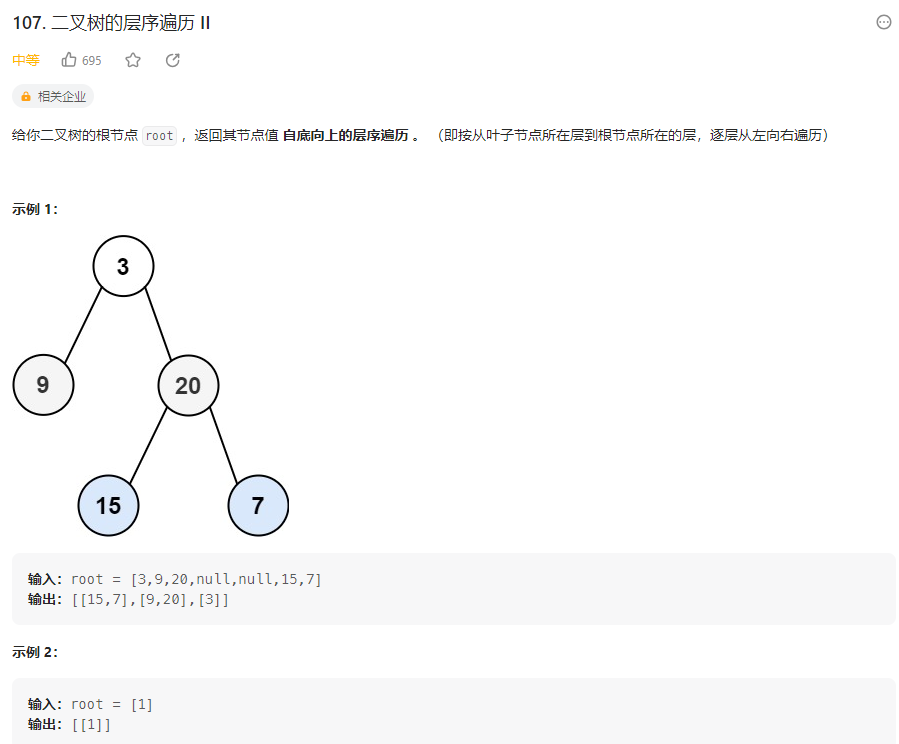 107. 二叉树的层序遍历 II
中等 695
相关企业
给你二叉树的根节点 root ，返回其节点值 自底向上的层序遍历 。 （即按从叶子节点所在层到根节点所在的层，逐层从左向右遍历）
示例 1：
3
9 20
15 7
输入：root = [3,9,20,null,null,15,7]
输出：[[15,7],[9,20],[3]]
示例 2：
输入：root = [1]
输出：[[1]]